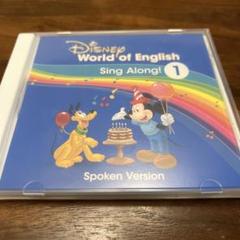 Disney
World of English
Sing Along! 1
Spoken Version